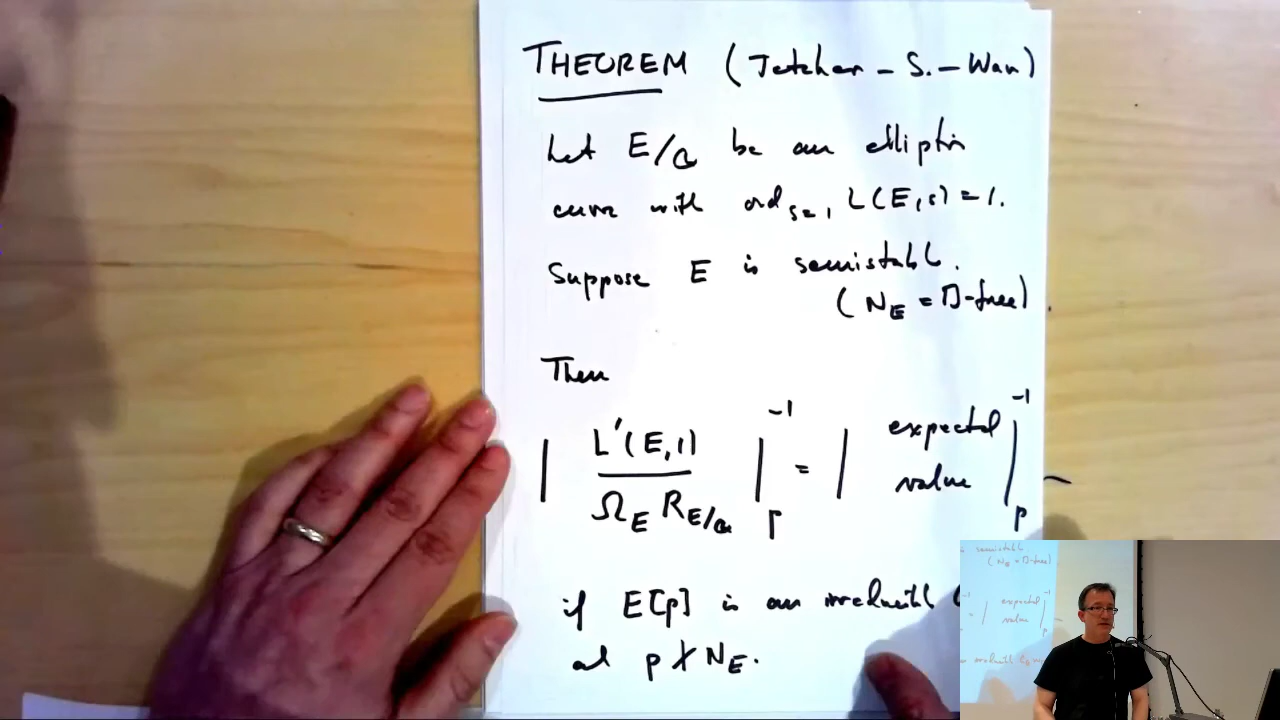 THEOREM (Jetchev - S. - Wan)
Let E/ℚ be an elliptic
curve with ord_{s=1} L(E,s) = 1.
Suppose E is semistable.
(N_E = □-free).
Then
| L'(E,1) / Ω_E R_{E/ℚ} |_p^{-1} = | expected value |_p^{-1}
if E[p] is an irreducible G
and p ∤ N_E.